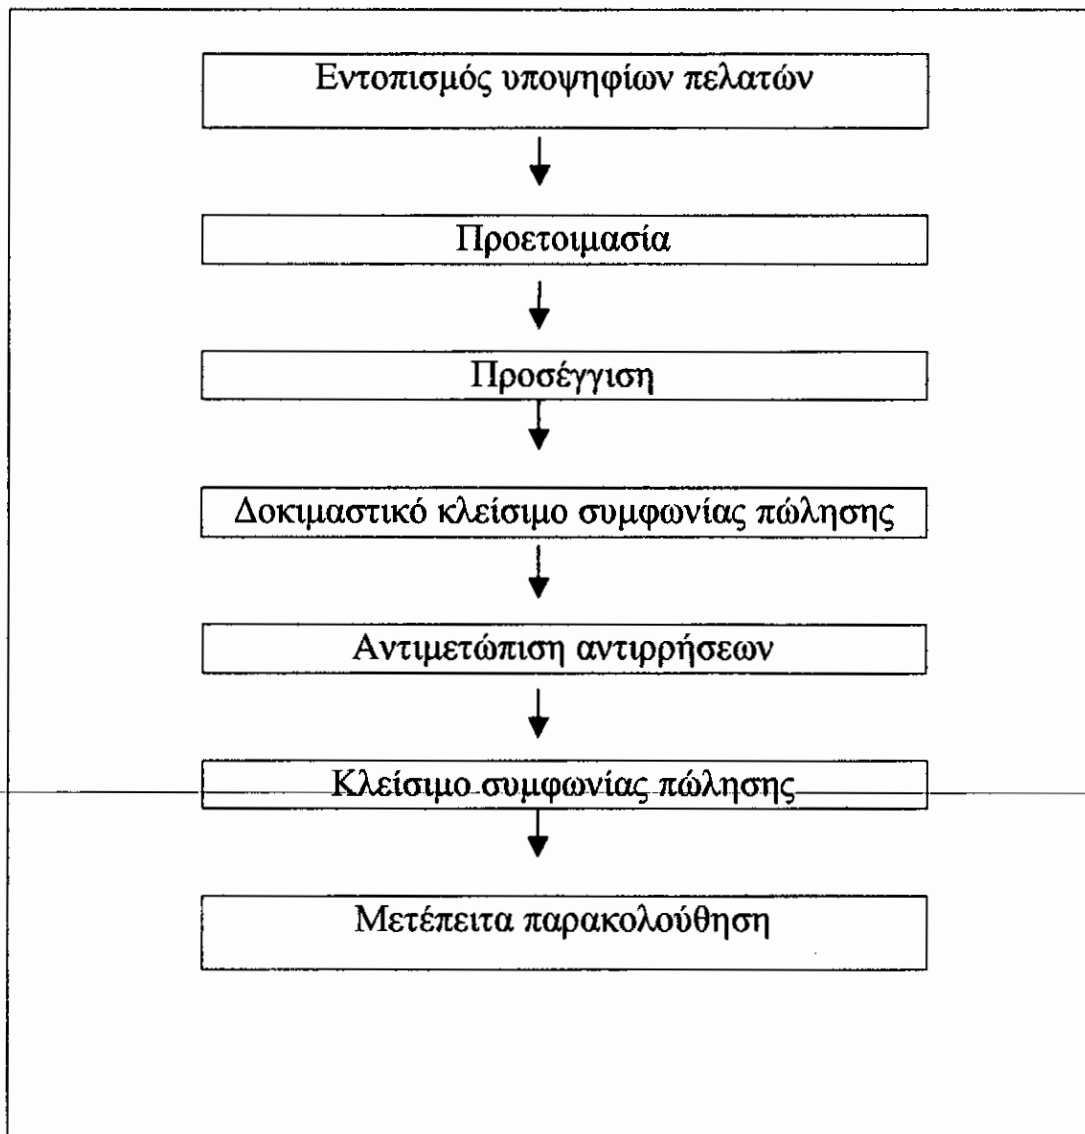 Εντοπισμός υποψηφίων πελατών
Προετοιμασία
Προσέγγιση
Δοκιμαστικό κλείσιμο συμφωνίας πώλησης
Αντιμετώπιση αντιρρήσεων
Κλείσιμο συμφωνίας πώλησης
Μετέπειτα παρακολούθηση